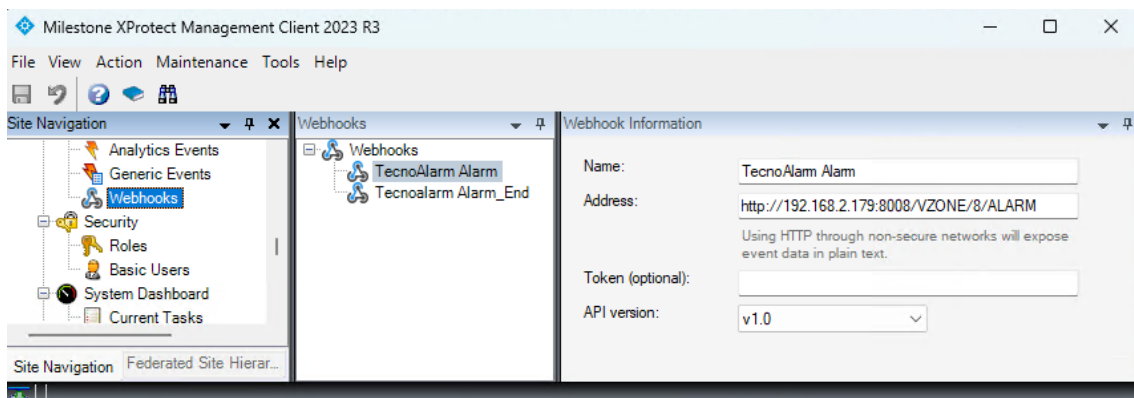 Milestone XProtect Management Client 2023 R3
File View Action Maintenance Tools Help
Site Navigation
Analytics Events
Generic Events
Webhooks
Security
Roles
Basic Users
System Dashboard
Current Tasks
Site Navigation Federated Site Hierar...
Webhooks
Webhooks
TecnoAlarm Alarm
Tecnoalarm Alarm_End
Webhook Information
Name: TecnoAlarm Alarm
Address: http://192.168.2.179:8008/VZONE/8/ALARM
Using HTTP through non-secure networks will expose
event data in plain text.
Token (optional):
API version: v1.0